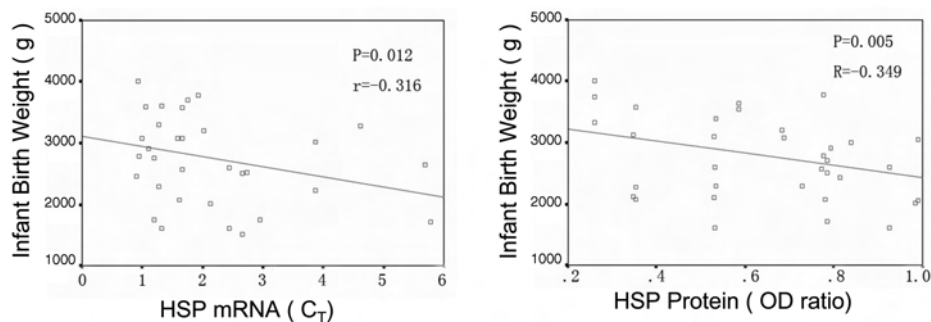 5000
4000
3000
2000
1000
Infant Birth Weight ( g )
P=0.012
r=-0.316
0
1
2
3
4
5
6
HSP mRNA ( C_T)
5000
4000
3000
2000
1000
Infant Birth Weight ( g )
P=0.005
R=-0.349
.2
.4
.6
.8
1.0
HSP Protein ( OD ratio)